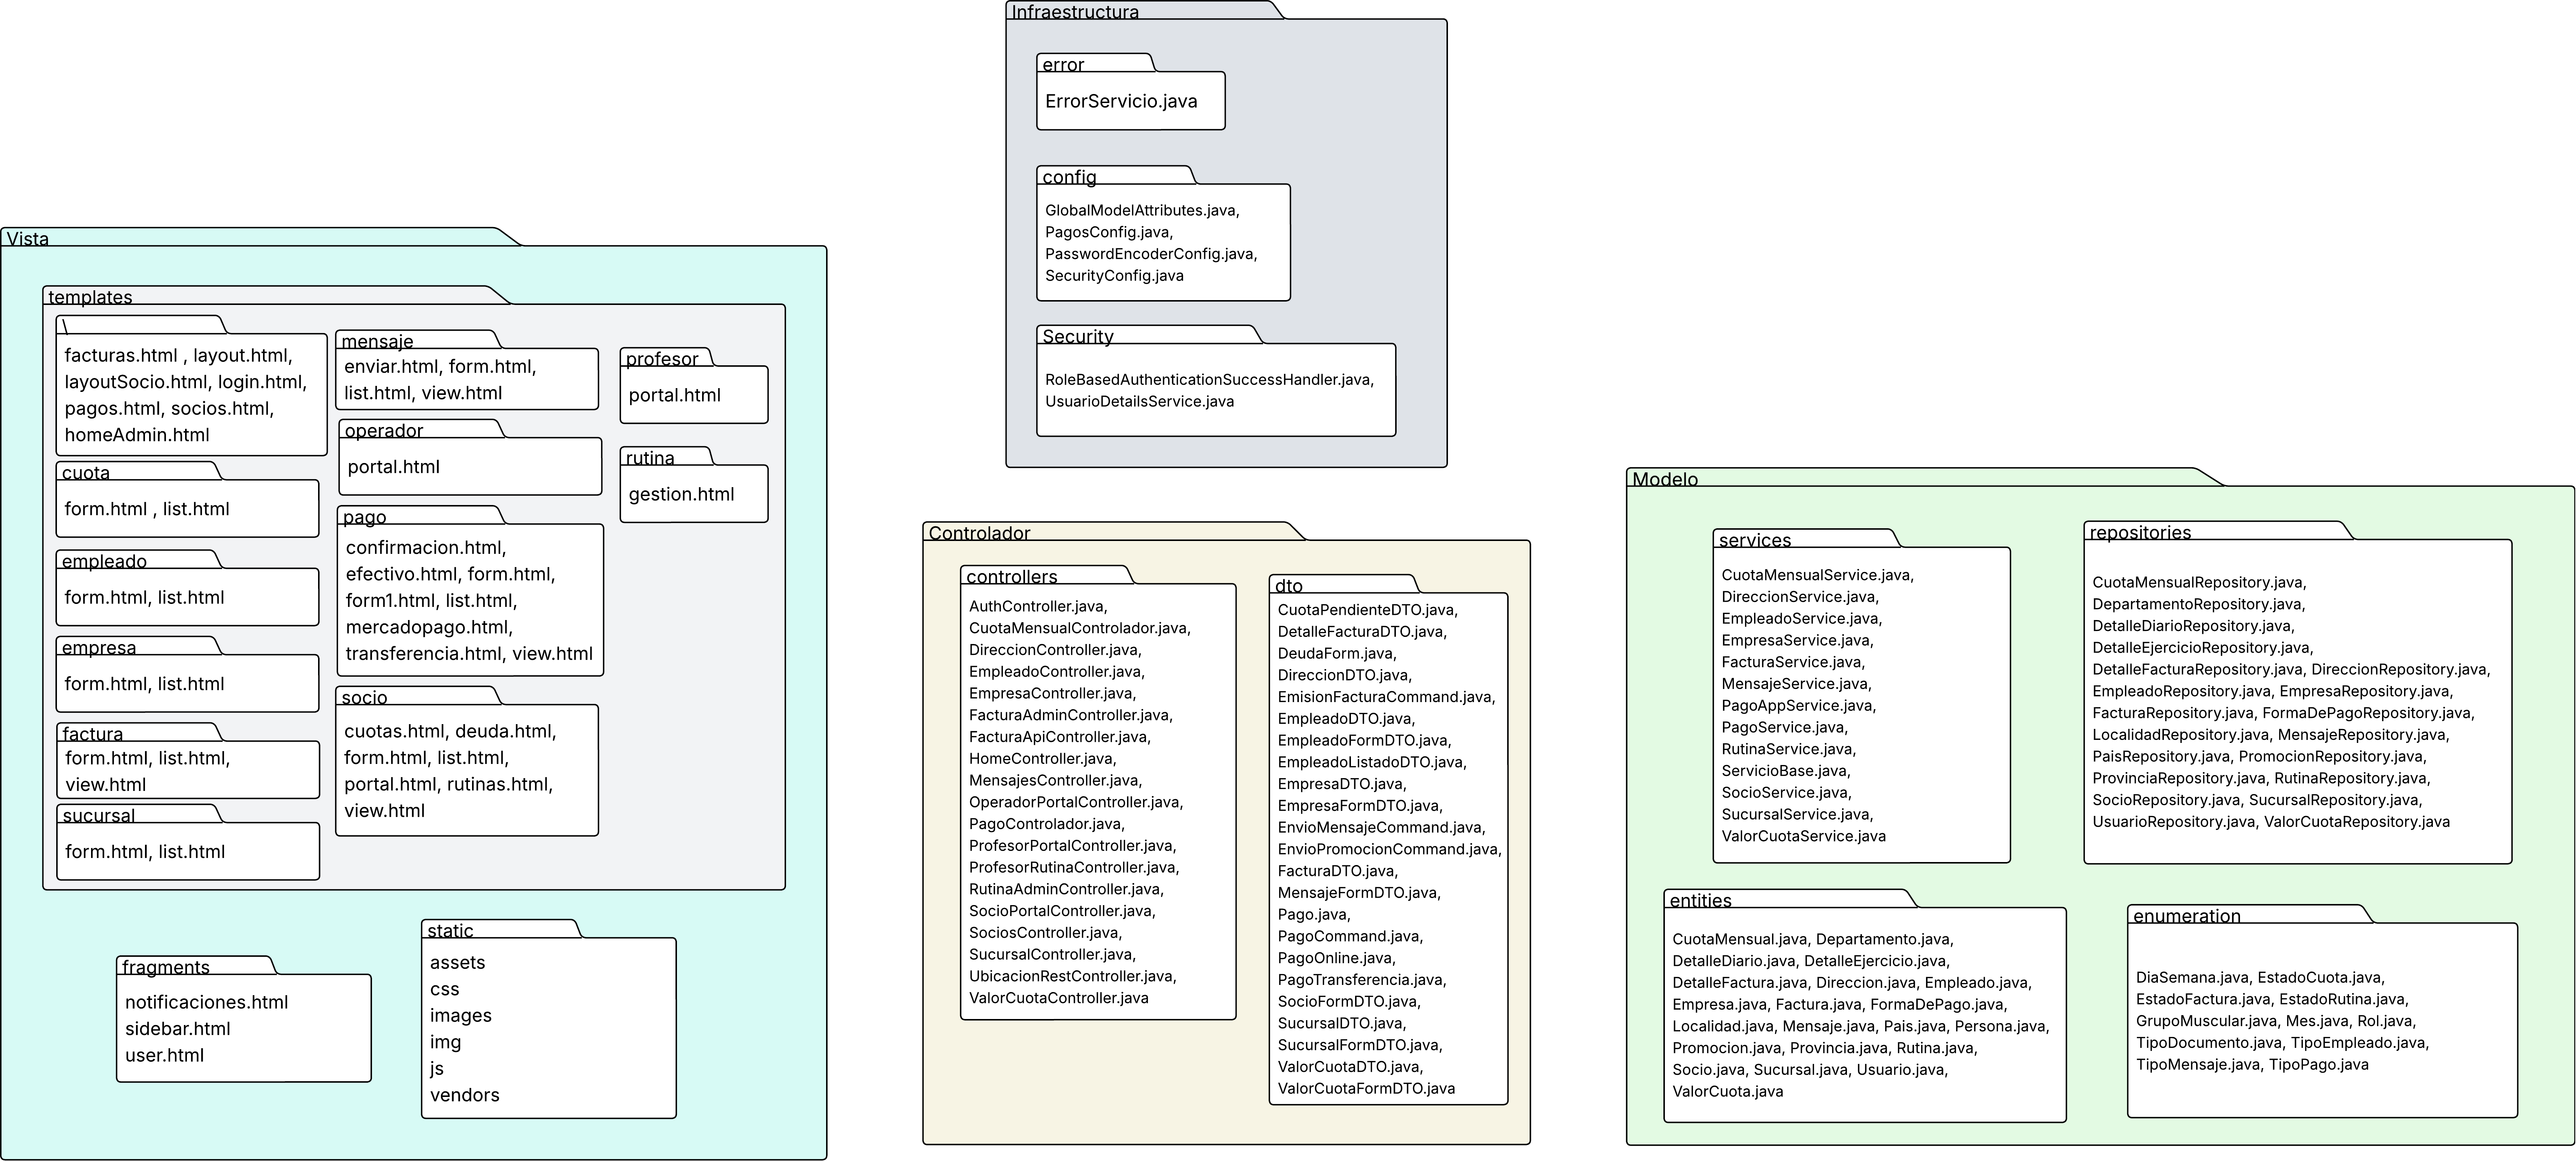 Infraestructura
error
ErrorServicio.java
config
GlobalModelAttributes.java,
PagosConfig.java,
PasswordEncoderConfig.java,
SecurityConfig.java
Security
RoleBasedAuthenticationSuccessHandler.java,
UsuarioDetailsService.java
Vista
templates
\
facturas.html , layout.html,
layoutSocio.html, login.html,
pagos.html, socios.html,
homeAdmin.html
cuota
form.html , list.html
empleado
form.html, list.html
empresa
form.html, list.html
factura
form.html, list.html,
view.html
sucursal
form.html, list.html
mensaje
enviar.html, form.html,
list.html, view.html
operador
portal.html
pago
confirmacion.html,
efectivo.html, form.html,
form1.html, list.html,
mercadopago.html,
transferencia.html, view.html
socio
cuotas.html, deuda.html,
form.html, list.html,
portal.html, rutinas.html,
view.html
profesor
portal.html
rutina
gestion.html
fragments
notificaciones.html
sidebar.html
user.html
static
assets
css
images
img
js
vendors
Controlador
controllers
AuthController.java,
CuotaMensualControlador.java,
DireccionController.java,
EmpleadoController.java,
EmpresaController.java,
FacturaAdminController.java,
FacturaApiController.java,
HomeController.java,
MensajesController.java,
OperadorPortalController.java,
PagoControlador.java,
ProfesorPortalController.java,
ProfesorRutinaController.java,
RutinaAdminController.java,
SocioPortalController.java,
SociosController.java,
SucursalController.java,
UbicacionRestController.java,
ValorCuotaController.java
dto
CuotaPendienteDTO.java,
DetalleFacturaDTO.java,
DeudaForm.java,
DireccionDTO.java,
EmisionFacturaCommand.java,
EmpleadoDTO.java,
EmpleadoFormDTO.java,
EmpleadoListadoDTO.java,
EmpresaDTO.java,
EmpresaFormDTO.java,
EnvioMensajeCommand.java,
EnvioPromocionCommand.java,
FacturaDTO.java,
MensajeFormDTO.java,
Pago.java,
PagoCommand.java,
PagoOnline.java,
PagoTransferencia.java,
SocioFormDTO.java,
SucursalDTO.java,
SucursalFormDTO.java,
ValorCuotaDTO.java,
ValorCuotaFormDTO.java
Modelo
services
CuotaMensualService.java,
DireccionService.java,
EmpleadoService.java,
EmpresaService.java,
FacturaService.java,
MensajeService.java,
PagoAppService.java,
PagoService.java,
RutinaService.java,
ServicioBase.java,
SocioService.java,
SucursalService.java,
ValorCuotaService.java
repositories
CuotaMensualRepository.java,
DepartamentoRepository.java,
DetalleDiarioRepository.java,
DetalleEjercicioRepository.java,
DetalleFacturaRepository.java, DireccionRepository.java,
EmpleadoRepository.java, EmpresaRepository.java,
FacturaRepository.java, FormaDePagoRepository.java,
LocalidadRepository.java, MensajeRepository.java,
PaisRepository.java, PromocionRepository.java,
ProvinciaRepository.java, RutinaRepository.java,
SocioRepository.java, SucursalRepository.java,
UsuarioRepository.java, ValorCuotaRepository.java
entities
CuotaMensual.java, Departamento.java,
DetalleDiario.java, DetalleEjercicio.java,
DetalleFactura.java, Direccion.java, Empleado.java,
Empresa.java, Factura.java, FormaDePago.java,
Localidad.java, Mensaje.java, Pais.java, Persona.java,
Promocion.java, Provincia.java, Rutina.java,
Socio.java, Sucursal.java, Usuario.java,
ValorCuota.java
enumeration
DiaSemana.java, EstadoCuota.java,
EstadoFactura.java, EstadoRutina.java,
GrupoMuscular.java, Mes.java, Rol.java,
TipoDocumento.java, TipoEmpleado.java,
TipoMensaje.java, TipoPago.java